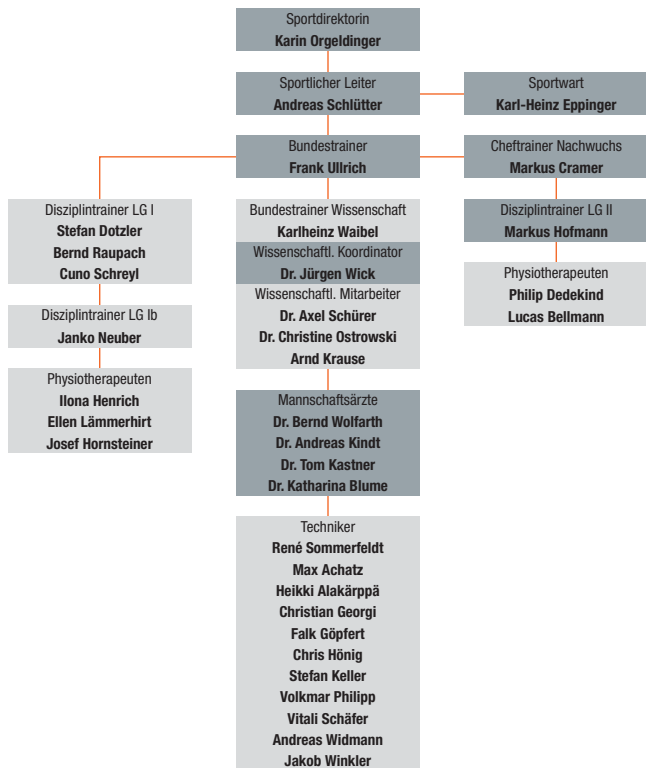 Sportdirektorin
Karin Orgeldinger
Sportlicher Leiter
Andreas Schlütter
Sportwart
Karl-Heinz Eppinger
Bundestrainer
Frank Ullrich
Cheftrainer Nachwuchs
Markus Cramer
Disziplintrainer LG I
Stefan Dotzler
Bernd Raupach
Cuno Schreyl
Disziplintrainer LG Ib
Janko Neuber
Physiotherapeuten
Ilona Henrich
Ellen Lämmerhirt
Josef Hornsteiner
Bundestrainer Wissenschaft
Karlheinz Waibel
Wissenschaftl. Koordinator
Dr. Jürgen Wick
Wissenschaftl. Mitarbeiter
Dr. Axel Schürer
Dr. Christine Ostrowski
Arnd Krause
Mannschaftsärzte
Dr. Bernd Wolfarth
Dr. Andreas Kindt
Dr. Tom Kastner
Dr. Katharina Blume
Techniker
René Sommerfeldt
Max Achatz
Heikki Alakärppä
Christian Georgi
Falk Göpfert
Chris Hönig
Stefan Keller
Volkmar Philipp
Vitali Schäfer
Andreas Widmann
Jakob Winkler
Disziplintrainer LG II
Markus Hofmann
Physiotherapeuten
Philip Dedekind
Lucas Bellmann